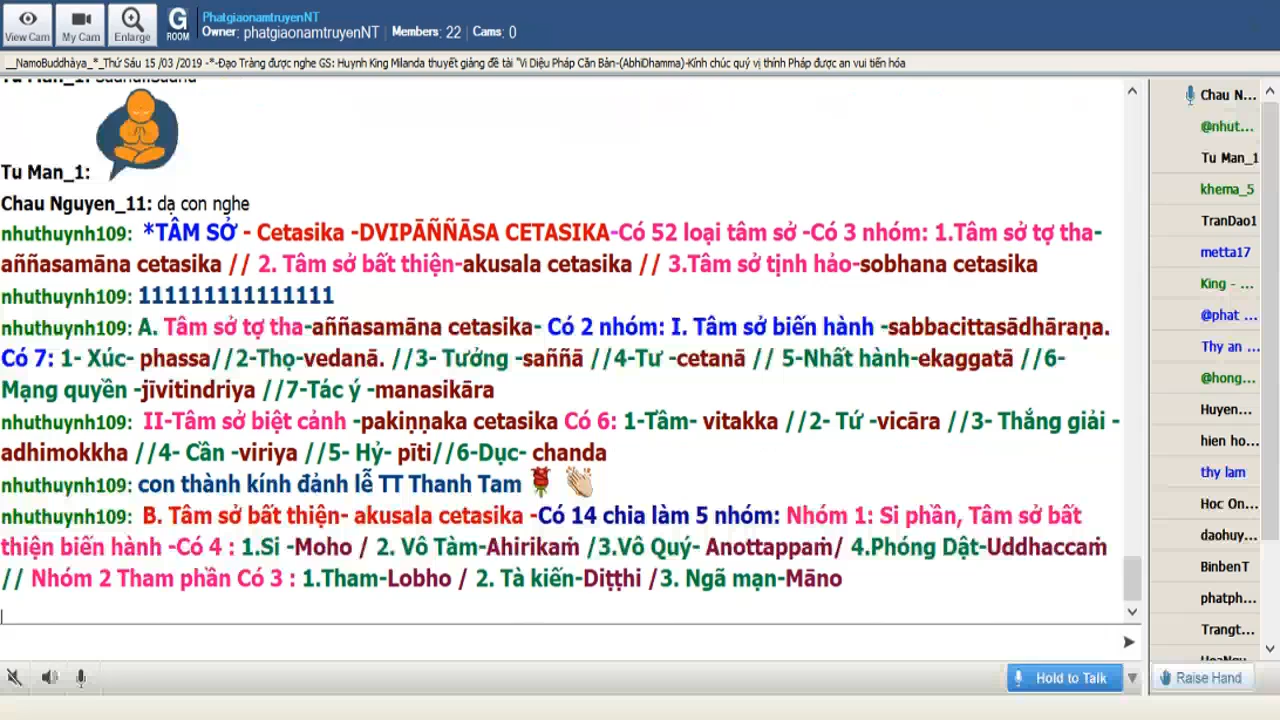 View Cam
My Cam
Enlarge
G
ROOM
PhatgiaonamtruyenNT
Owner: phatgiaonamtruyenNT | Members: 22 | Cams: 0
__NamoBuddhàya_*_Thứ Sáu 15 /03 /2019 -*-Đạo Tràng được nghe GS: Huynh King Milanda thuyết giảng đề tài "Vi Diệu Pháp Căn Bản-(AbhiDhamma)-Kính chúc quý vị thính Pháp được an vui tiến hóa
Tu Man_1:
Chau Nguyen_11: dạ con nghe
nhuthuynh109: *TÂM SỞ - Cetasika -DVIPĀÑÑĀSA CETASIKA-Có 52 loại tâm sở -Có 3 nhóm: 1.Tâm sở tợ tha-
aññasamāna cetasika // 2. Tâm sở bất thiện-akusala cetasika // 3.Tâm sở tịnh hảo-sobhana cetasika
nhuthuynh109: 111111111111111
nhuthuynh109: A. Tâm sở tợ tha-aññasamāna cetasika- Có 2 nhóm: I. Tâm sở biến hành -sabbacittasādhāraṇa.
Có 7: 1- Xúc- phassa//2-Thọ-vedanā. //3- Tưởng -saññā //4-Tư -cetanā // 5-Nhất hành-ekaggatā //6-
Mạng quyền -jīvitindriya //7-Tác ý -manasikāra
nhuthuynh109: II-Tâm sở biệt cảnh -pakiṇṇaka cetasika Có 6: 1-Tầm- vitakka //2- Tứ -vicāra //3- Thắng giải -
adhimokkha //4- Cần -viriya //5- Hỷ- pīti//6-Dục- chanda
nhuthuynh109: con thành kính đảnh lễ TT Thanh Tam
nhuthuynh109: B. Tâm sở bất thiện- akusala cetasika -Có 14 chia làm 5 nhóm: Nhóm 1: Si phần, Tâm sở bất
thiện biến hành -Có 4 : 1.Si -Moho / 2. Vô Tàm-Ahirikaṁ /3.Vô Quý- Anottappaṁ/ 4.Phóng Dật-Uddhaccaṁ
// Nhóm 2 Tham phần Có 3 : 1.Tham-Lobho / 2. Tà kiến-Diṭṭhi /3. Ngã mạn-Māno
Chau N...
@nhut...
Tu Man_1
khema_5
TranDao1
metta17
King - ...
@phat ...
Thy an ...
@hong...
Huyen...
hien ho...
thy lam
Hoc On...
daohuy...
BinbenT
phatph...
Trangt...
Hold to Talk
Raise Hand